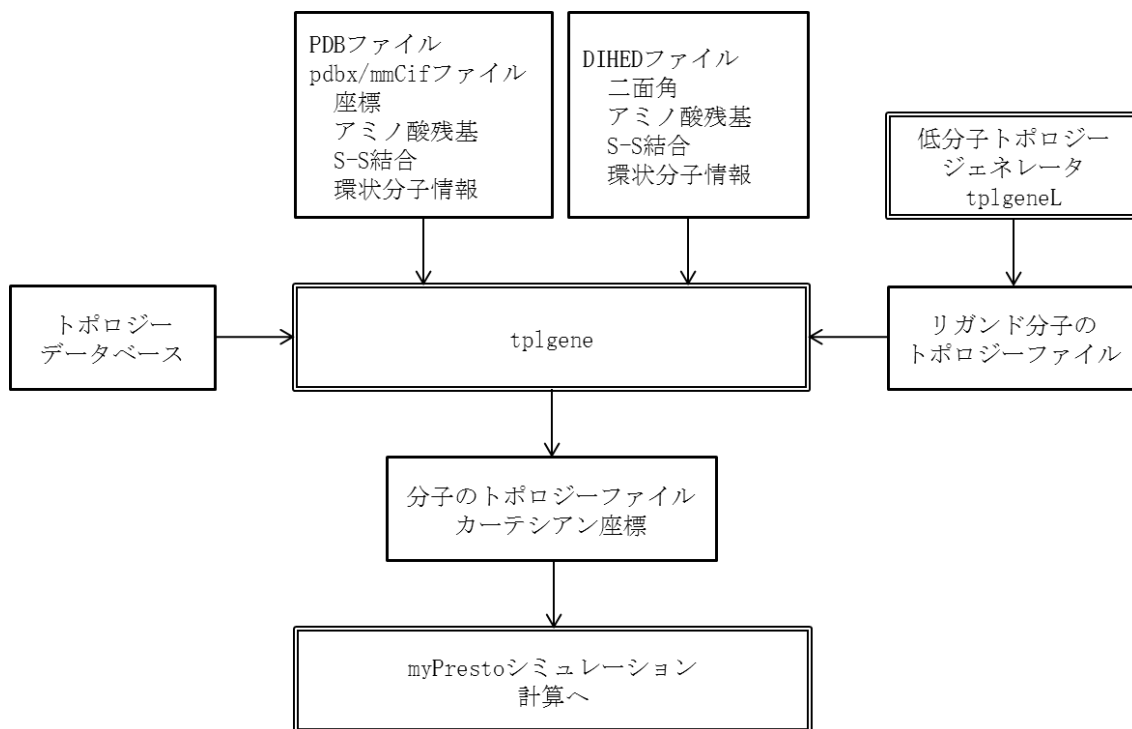 PDBファイル
pdbx/mmCifファイル
座標
アミノ酸残基
S-S結合
環状分子情報
DIHEDファイル
二面角
アミノ酸残基
S-S結合
環状分子情報
低分子トポロジー
ジェネレータ
tplgeneL
トポロジー
データベース
tplgene
リガンド分子の
トポロジーファイル
分子のトポロジーファイル
カーテシアン座標
myPrestoシミュレーション
計算へ